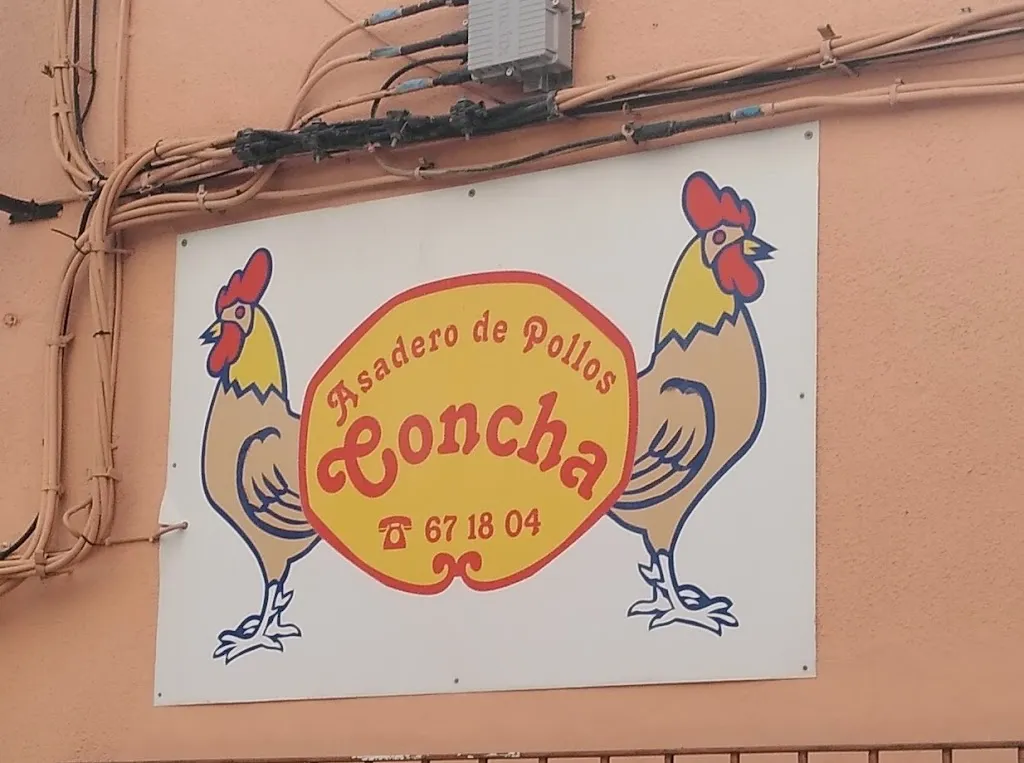 Asadero de Pollos
Concha
☎ 67 18 04